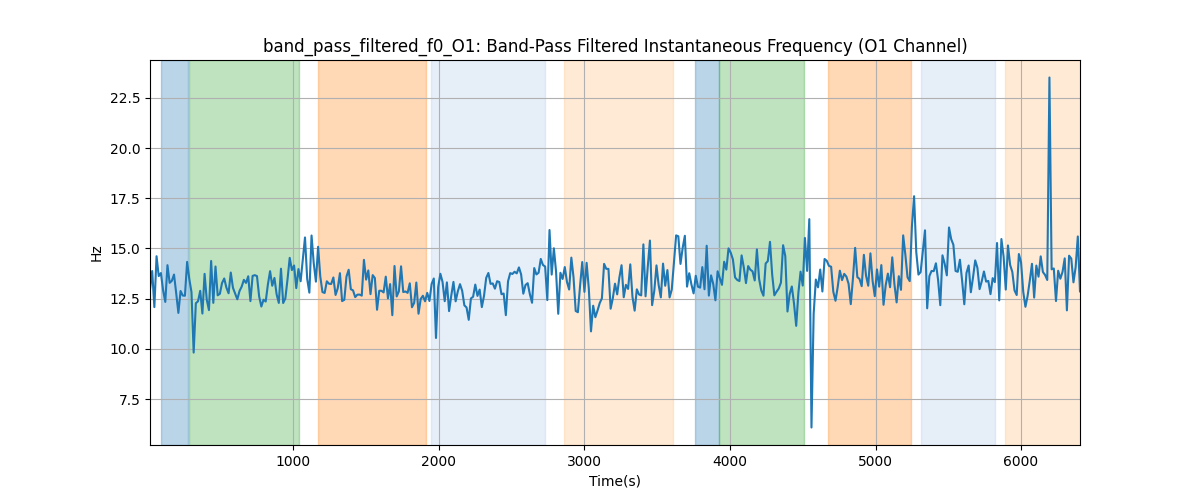 band_pass_filtered_f0_O1: Band-Pass Filtered Instantaneous Frequency (O1 Channel)
22.5
20.0
17.5
15.0
12.5
10.0
7.5
Hz
1000 2000 3000 4000 5000 6000
Time(s)